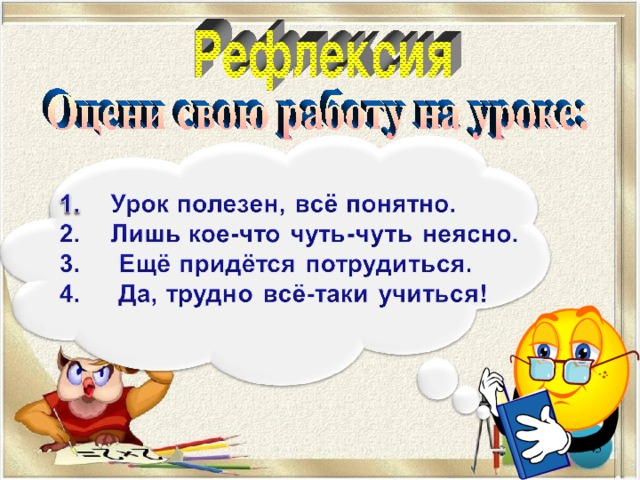 Рефлексия
Оцени свою работу на уроке:
1. Урок полезен, всё понятно.
2. Лишь кое-что чуть-чуть неясно.
3. Ещё придётся потрудиться.
4. Да, трудно всё-таки учиться!